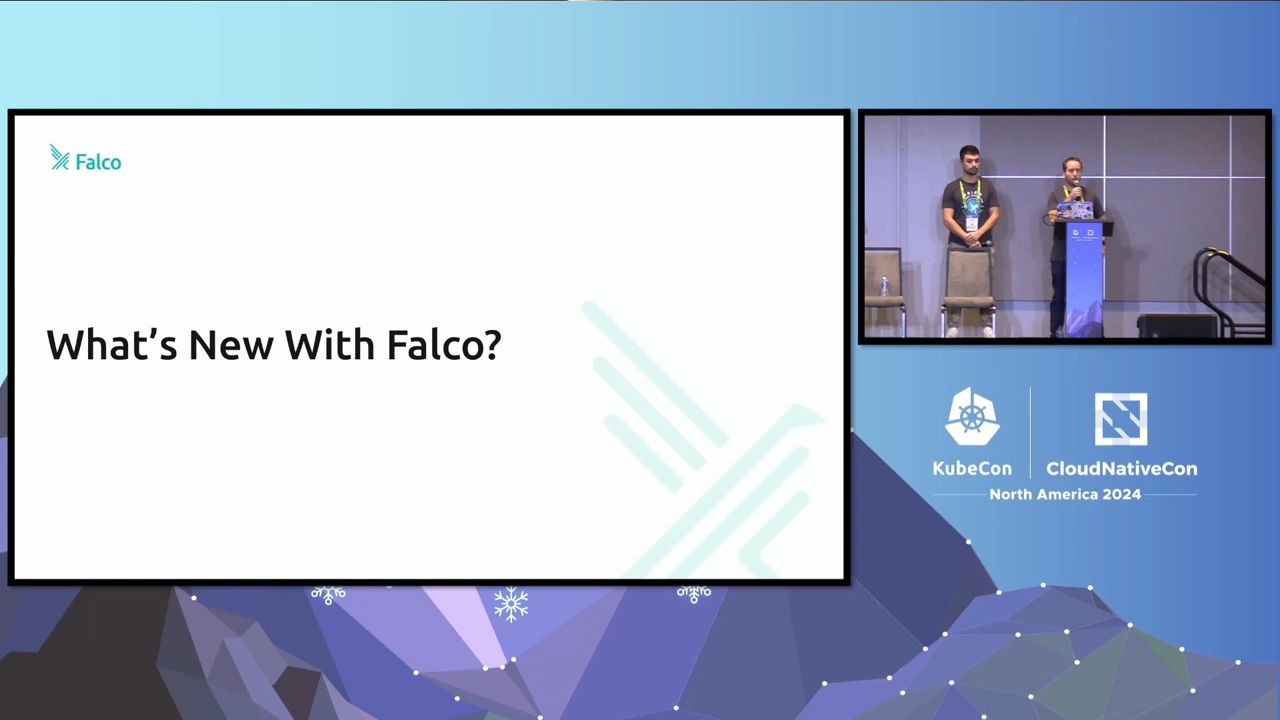 Falco
What's New With Falco?
KubeCon
CloudNativeCon
North America 2024